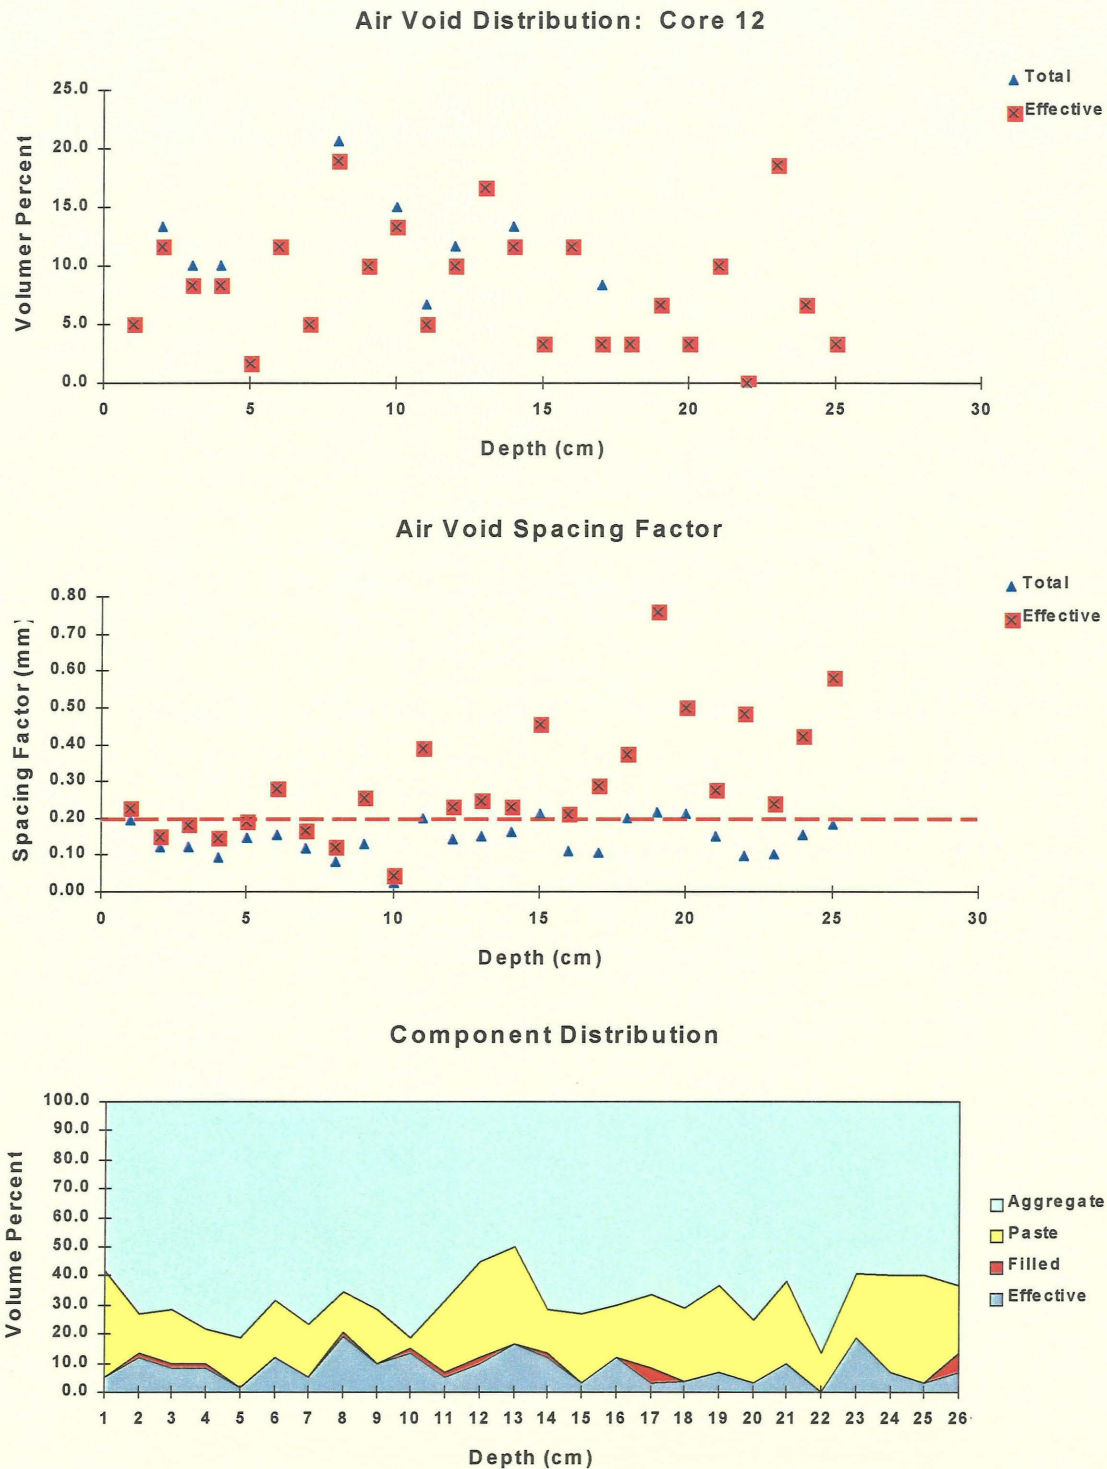 Air Void Distribution: Core 12
Total
Effective
Volumer Percent
25.0
20.0
15.0
10.0
5.0
0.0
0 5 10 15 20 25 30
Depth (cm)
Air Void Spacing Factor
Total
Effective
Spacing Factor (mm)
0.80
0.70
0.60
0.50
0.40
0.30
0.20
0.10
0.00
0 5 10 15 20 25 30
Depth (cm)
Component Distribution
Volume Percent
100.0
90.0
80.0
70.0
60.0
50.0
40.0
30.0
20.0
10.0
0.0
Aggregate
Paste
Filled
Effective
1 2 3 4 5 6 7 8 9 10 11 12 13 14 15 16 17 18 19 20 21 22 23 24 25 26
Depth (cm)